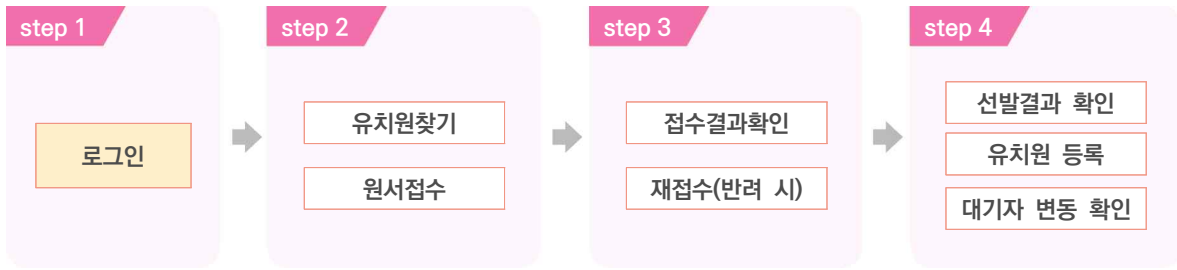 step 1
로그인
step 2
유치원찾기
원서접수
step 3
접수결과확인
재접수(반려 시)
step 4
선발결과 확인
유치원 등록
대기자 변동 확인